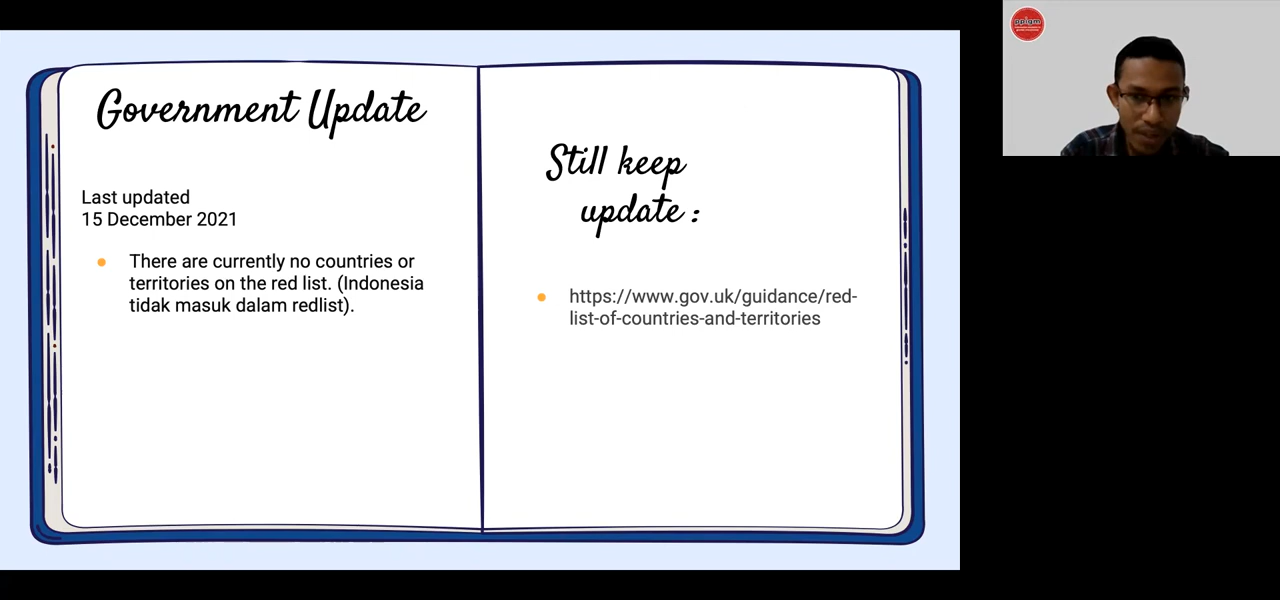 Government Update
Last updated
15 December 2021
There are currently no countries or
territories on the red list. (Indonesia
tidak masuk dalam redlist).
Still keep
update :
https://www.gov.uk/guidance/red-
list-of-countries-and-territories
ppigm